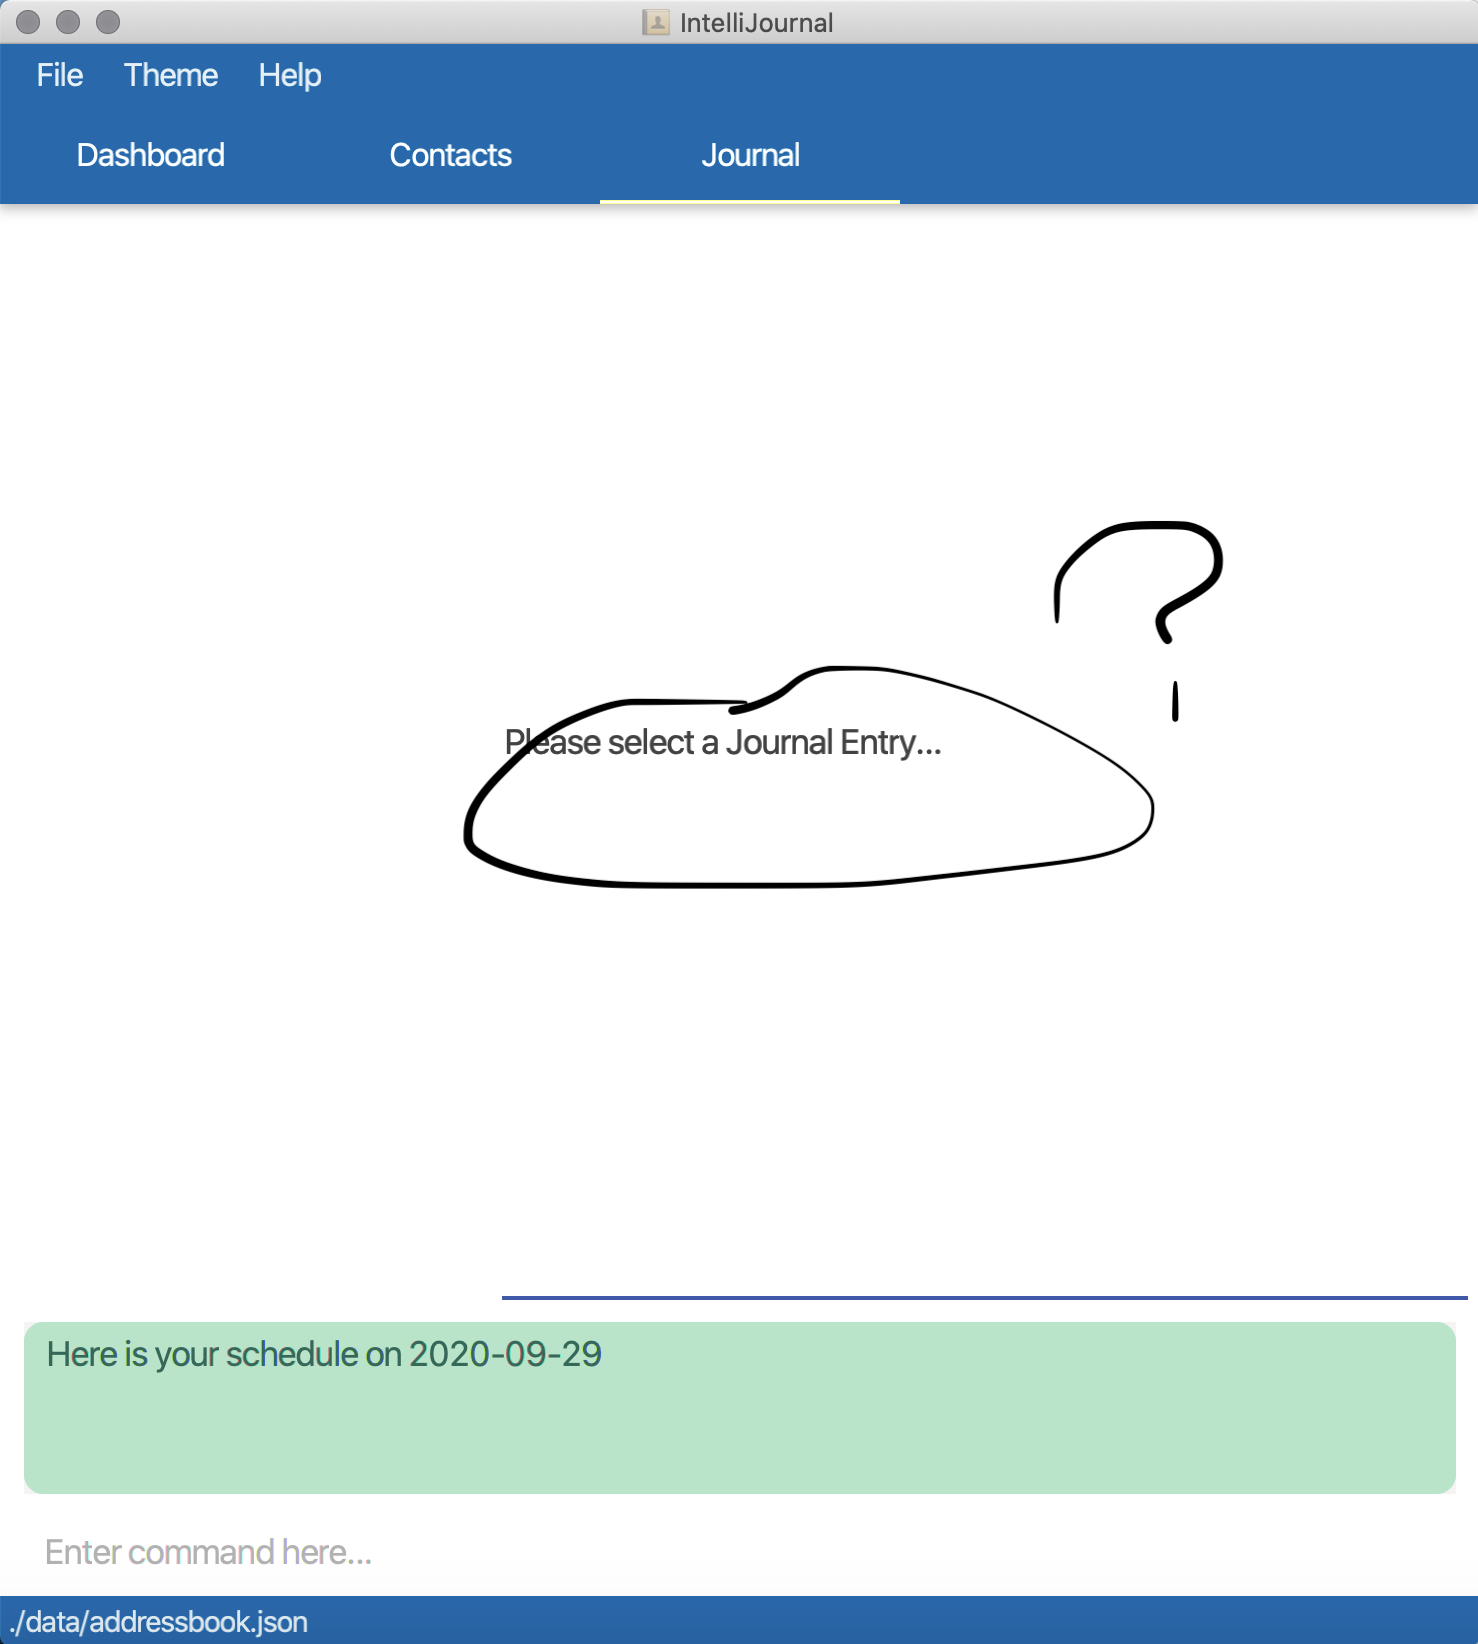 IntelliJournal
File Theme Help
Dashboard Contacts Journal
?
Please select a Journal Entry...
Here is your schedule on 2020-09-29
Enter command here...
./data/addressbook.json